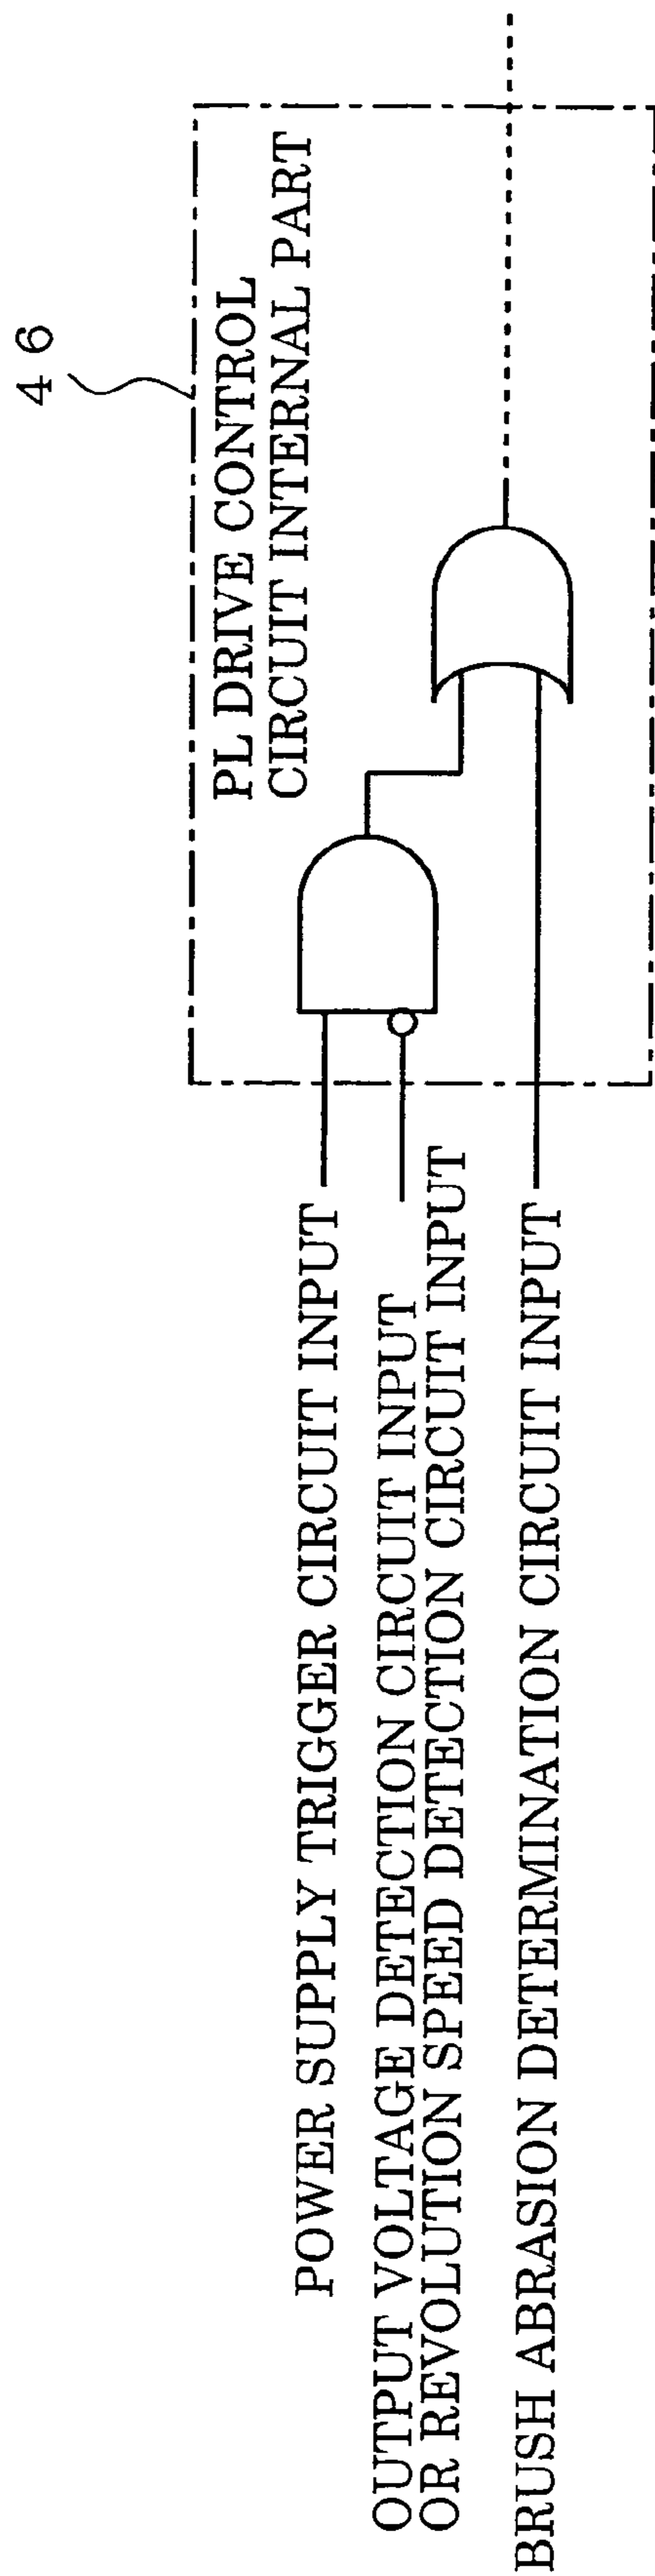 4 6
PL DRIVE CONTROL
CIRCUIT INTERNAL PART
POWER SUPPLY TRIGGER CIRCUIT INPUT
OUTPUT VOLTAGE DETECTION CIRCUIT INPUT
OR REVOLUTION SPEED DETECTION CIRCUIT INPUT
BRUSH ABRASION DETERMINATION CIRCUIT INPUT